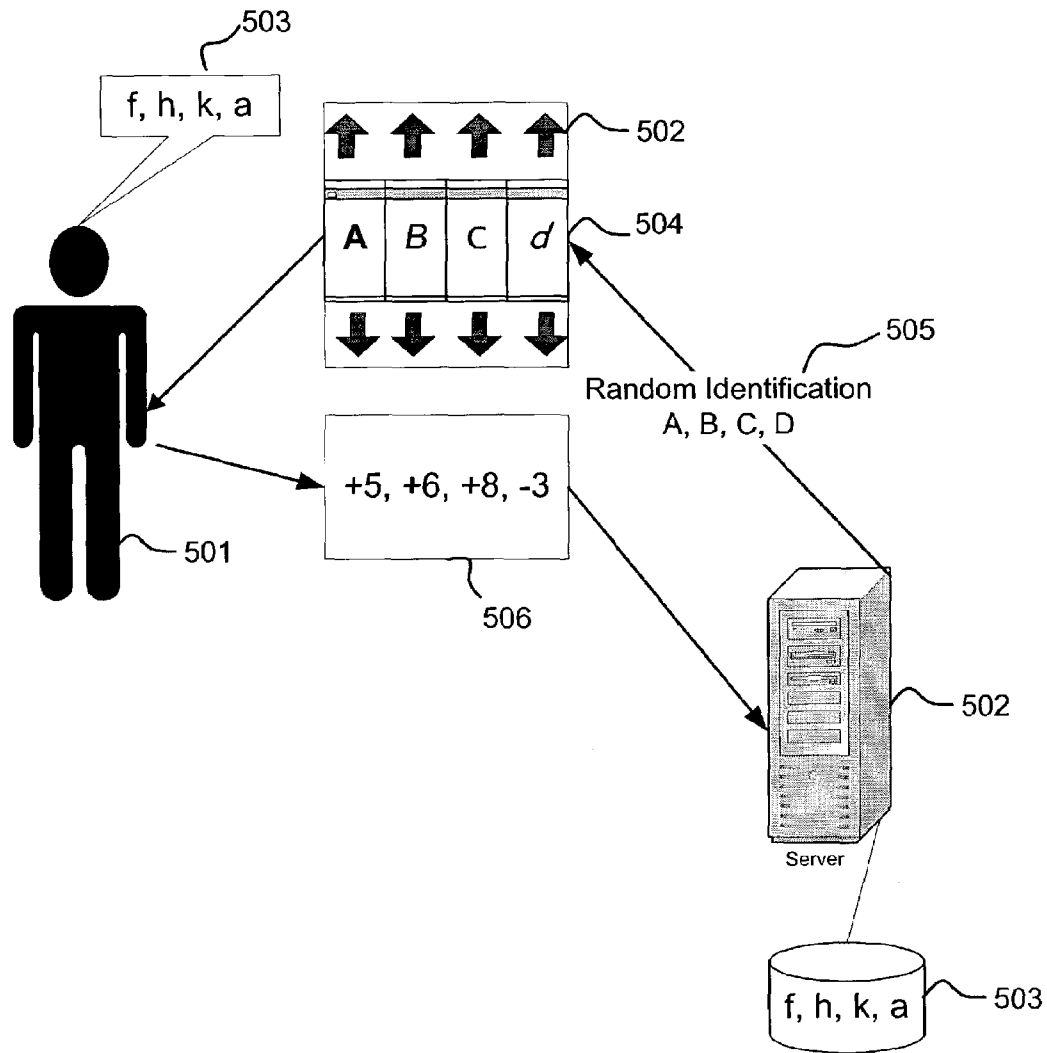 503
f, h, k, a
502
504
A B C d
505
Random Identification
A, B, C, D
+5, +6, +8, -3
501
506
502
Server
503
f, h, k, a